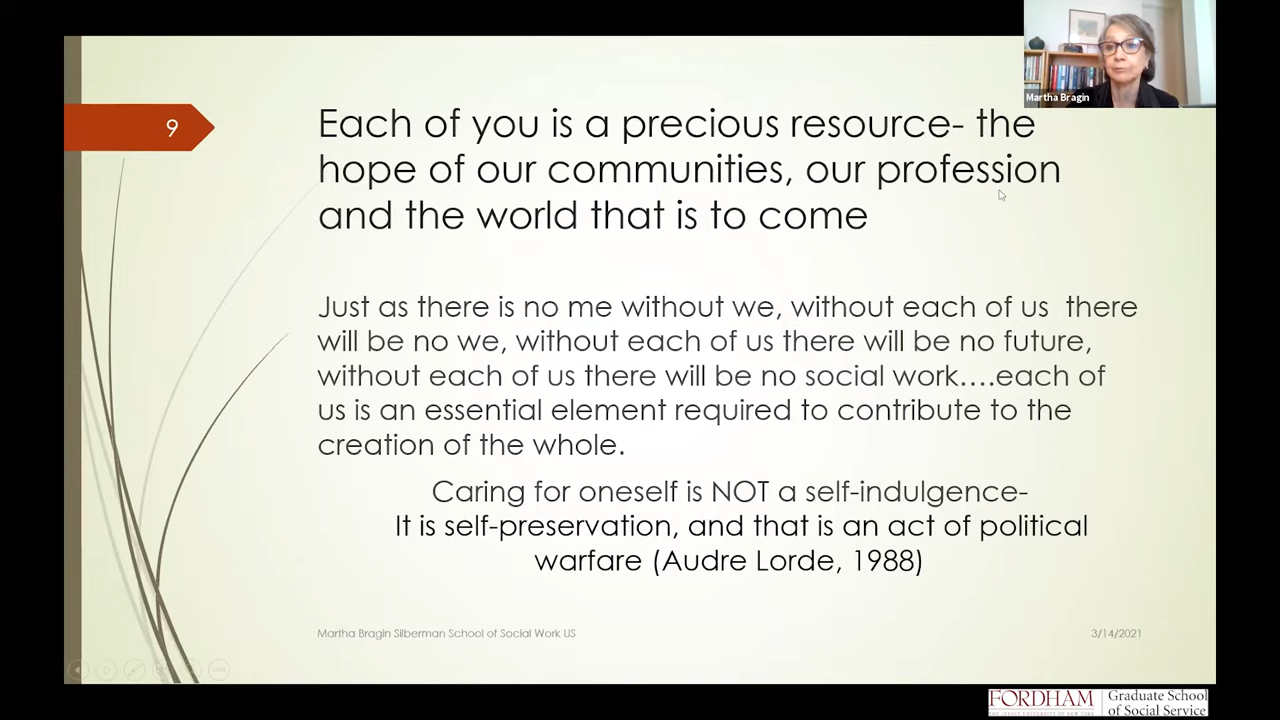 Martha Bragin
9
Each of you is a precious resource- the
hope of our communities, our profession
and the world that is to come
Just as there is no me without we, without each of us there
will be no we, without each of us there will be no future,
without each of us there will be no social work....each of
us is an essential element required to contribute to the
creation of the whole.
Caring for oneself is NOT a self-indulgence-
It is self-preservation, and that is an act of political
warfare (Audre Lorde, 1988)
Martha Bragin Silberman School of Social Work US
3/14/2021
FORDHAM
THE JESUIT UNIVERSITY OF NEW YORK
Graduate School
of Social Service